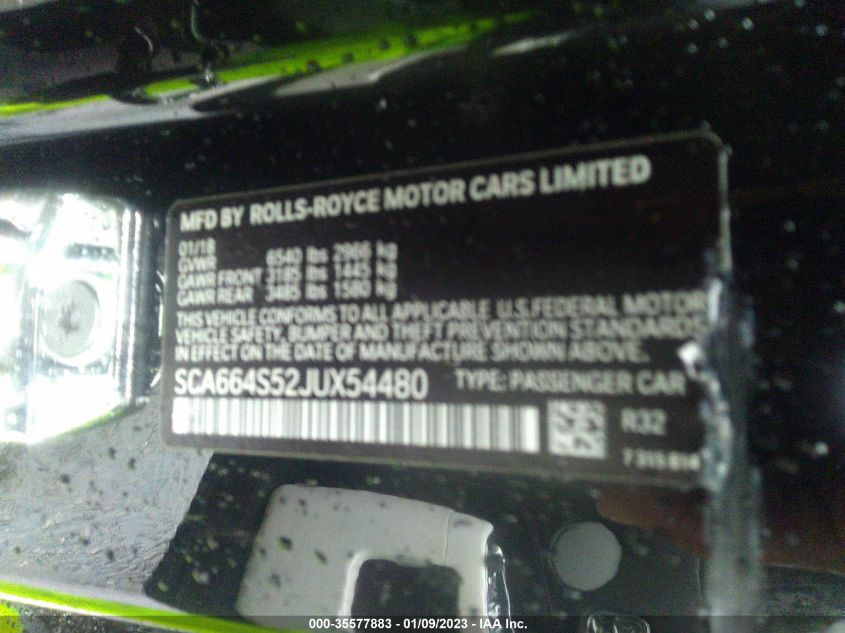 MFD BY ROLLS-ROYCE MOTOR CARS LIMITED
01/18
GVWR 6540 lbs 2966 kg
GAWR FRONT 3185 lbs 1445 kg
GAWR REAR 3485 lbs 1580 kg
THIS VEHICLE CONFORMS TO ALL APPLICABLE U.S.FEDERAL MOTOR
VEHICLE SAFETY, BUMPER AND THEFT PREVENTION STANDARDS
IN EFFECT ON THE DATE OF MANUFACTURE SHOWN ABOVE.
SCA664S52JUX54480 TYPE: PASSENGER CAR
R32
7 315 814
000-35577883 - 01/09/2023 - IAA Inc.